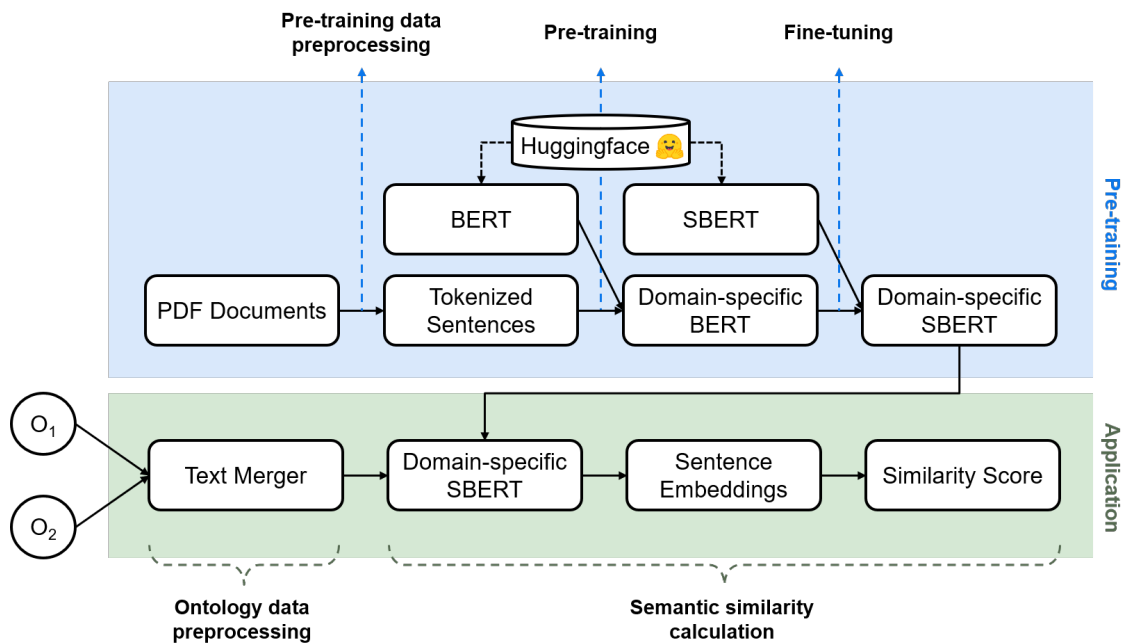 Pre-training data
preprocessing
Pre-training
Fine-tuning
Huggingface
BERT
SBERT
PDF Documents
Tokenized
Sentences
Domain-specific
BERT
Domain-specific
SBERT
Pre-training
O₁
O₂
Text Merger
Domain-specific
SBERT
Sentence
Embeddings
Similarity Score
Application
Ontology data
preprocessing
Semantic similarity
calculation